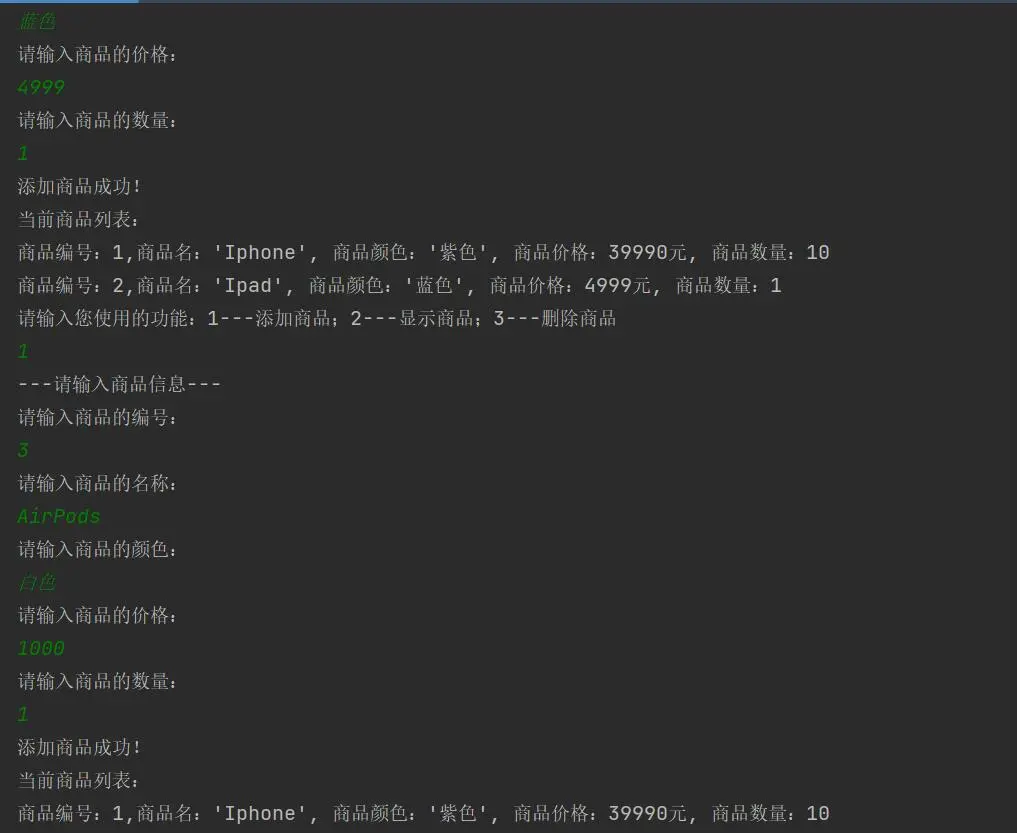 蓝色
请输入商品的价格：
4999
请输入商品的数量：
1
添加商品成功！
当前商品列表：
商品编号：1,商品名：'Iphone', 商品颜色：'紫色', 商品价格：39990元, 商品数量：10
商品编号：2,商品名：'Ipad', 商品颜色：'蓝色', 商品价格：4999元, 商品数量：1
请输入您使用的功能：1---添加商品；2---显示商品；3---删除商品
1
---请输入商品信息---
请输入商品的编号：
3
请输入商品的名称：
AirPods
请输入商品的颜色：
白色
请输入商品的价格：
1000
请输入商品的数量：
1
添加商品成功！
当前商品列表：
商品编号：1,商品名：'Iphone', 商品颜色：'紫色', 商品价格：39990元, 商品数量：10